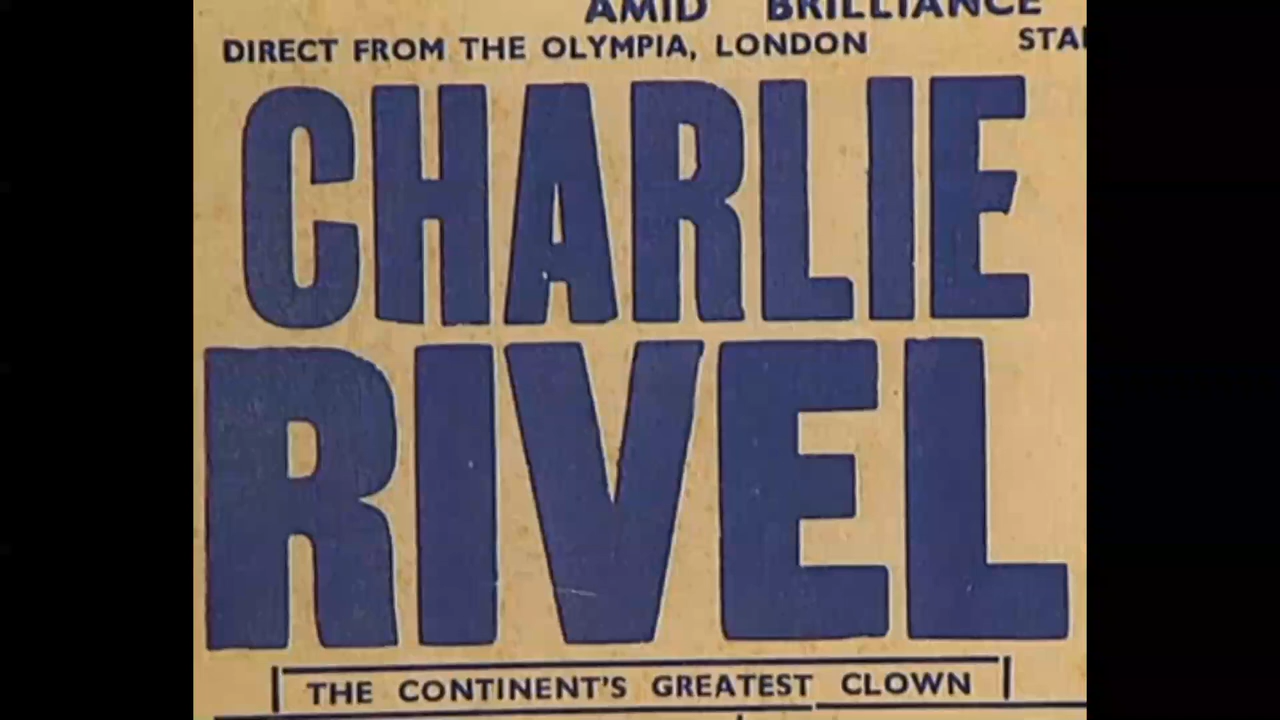 AMID BRILLIANCE
DIRECT FROM THE OLYMPIA, LONDON
CHARLIE
RIVEL
THE CONTINENT'S GREATEST CLOWN